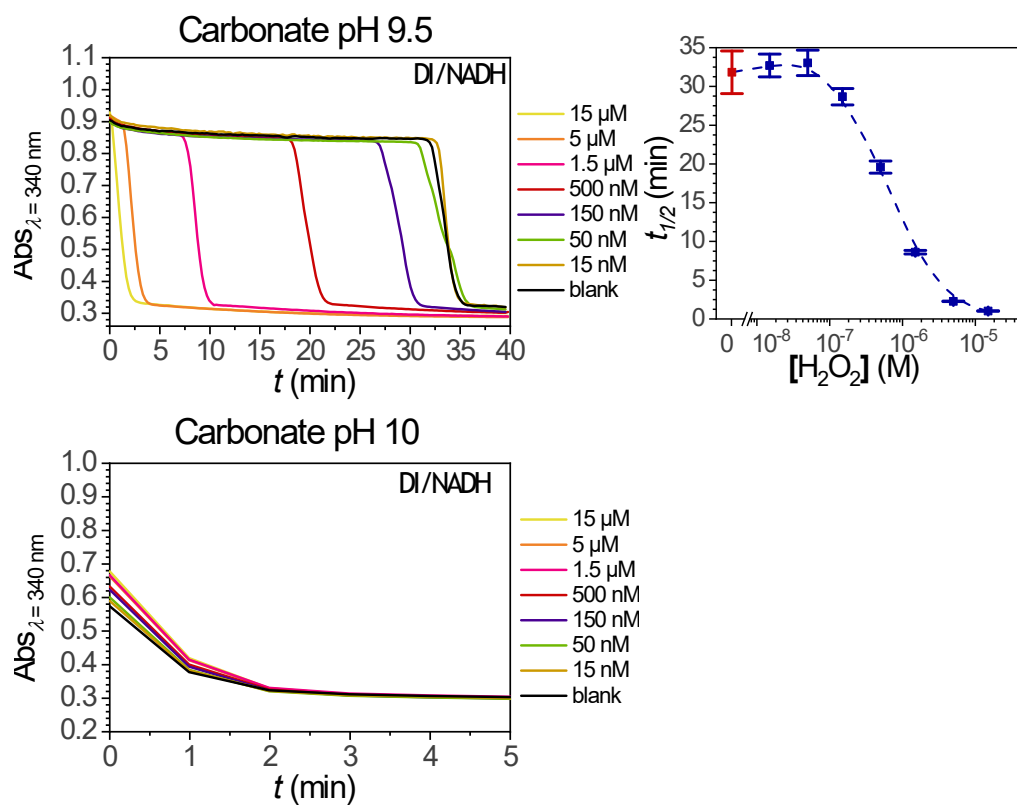 Carbonate pH 9.5
1.1
1.0
0.9
0.8
0.7
0.6
0.5
0.4
0.3
Abs λ = 340 nm
DI/NADH
0 5 10 15 20 25 30 35 40
t (min)
15 µM
5 µM
1.5 µM
500 nM
150 nM
50 nM
15 nM
blank
35
30
25
20
15
10
5
0
t1/2 (min)
0 10⁻⁸ 10⁻⁷ 10⁻⁶ 10⁻⁵
[H₂O₂] (M)
Carbonate pH 10
1.0
0.9
0.8
0.7
0.6
0.5
0.4
0.3
0.2
Abs λ = 340 nm
DI/NADH
0 1 2 3 4 5
t (min)
15 µM
5 µM
1.5 µM
500 nM
150 nM
50 nM
15 nM
blank